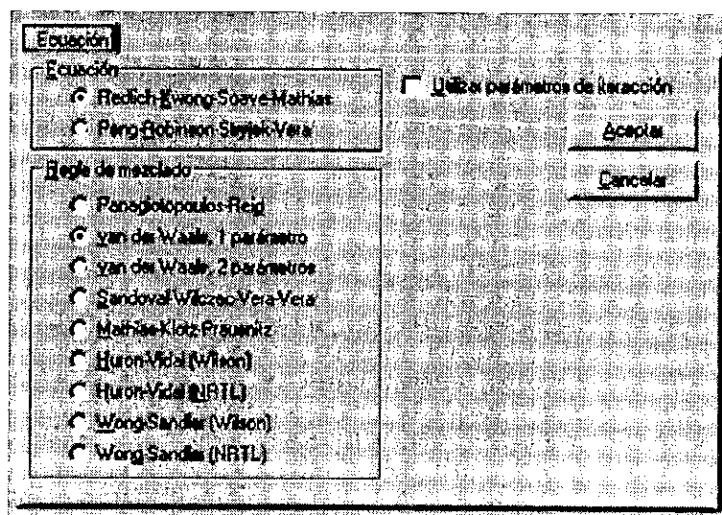 Ecuación
Ecuación
Redlich-Kwong-Soave-Mathias
Peng-Robinson-Stryjek-Vera
Utilizar parámetros de iteracción
Aceptar
Cancelar
Regla de mezclado
Panagiotopoulos-Reid
van der Waals, 1 parámetro
van der Waals, 2 parámetros
Sandoval-Wilczec-Vera-Vera
Mathias-Klotz-Prausnitz
Huron-Vidal (Wilson)
Huron-Vidal (NRTL)
Wong-Sandler (Wilson)
Wong-Sandler (NRTL)